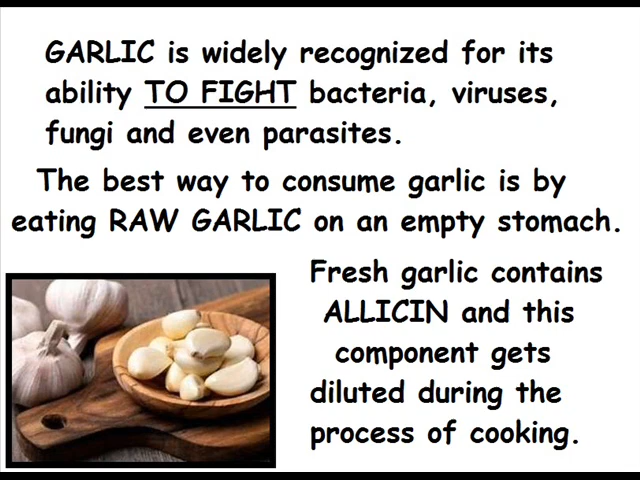 GARLIC is widely recognized for its
ability TO FIGHT bacteria, viruses,
fungi and even parasites.
The best way to consume garlic is by
eating RAW GARLIC on an empty stomach.
Fresh garlic contains
ALLICIN and this
component gets
diluted during the
process of cooking.